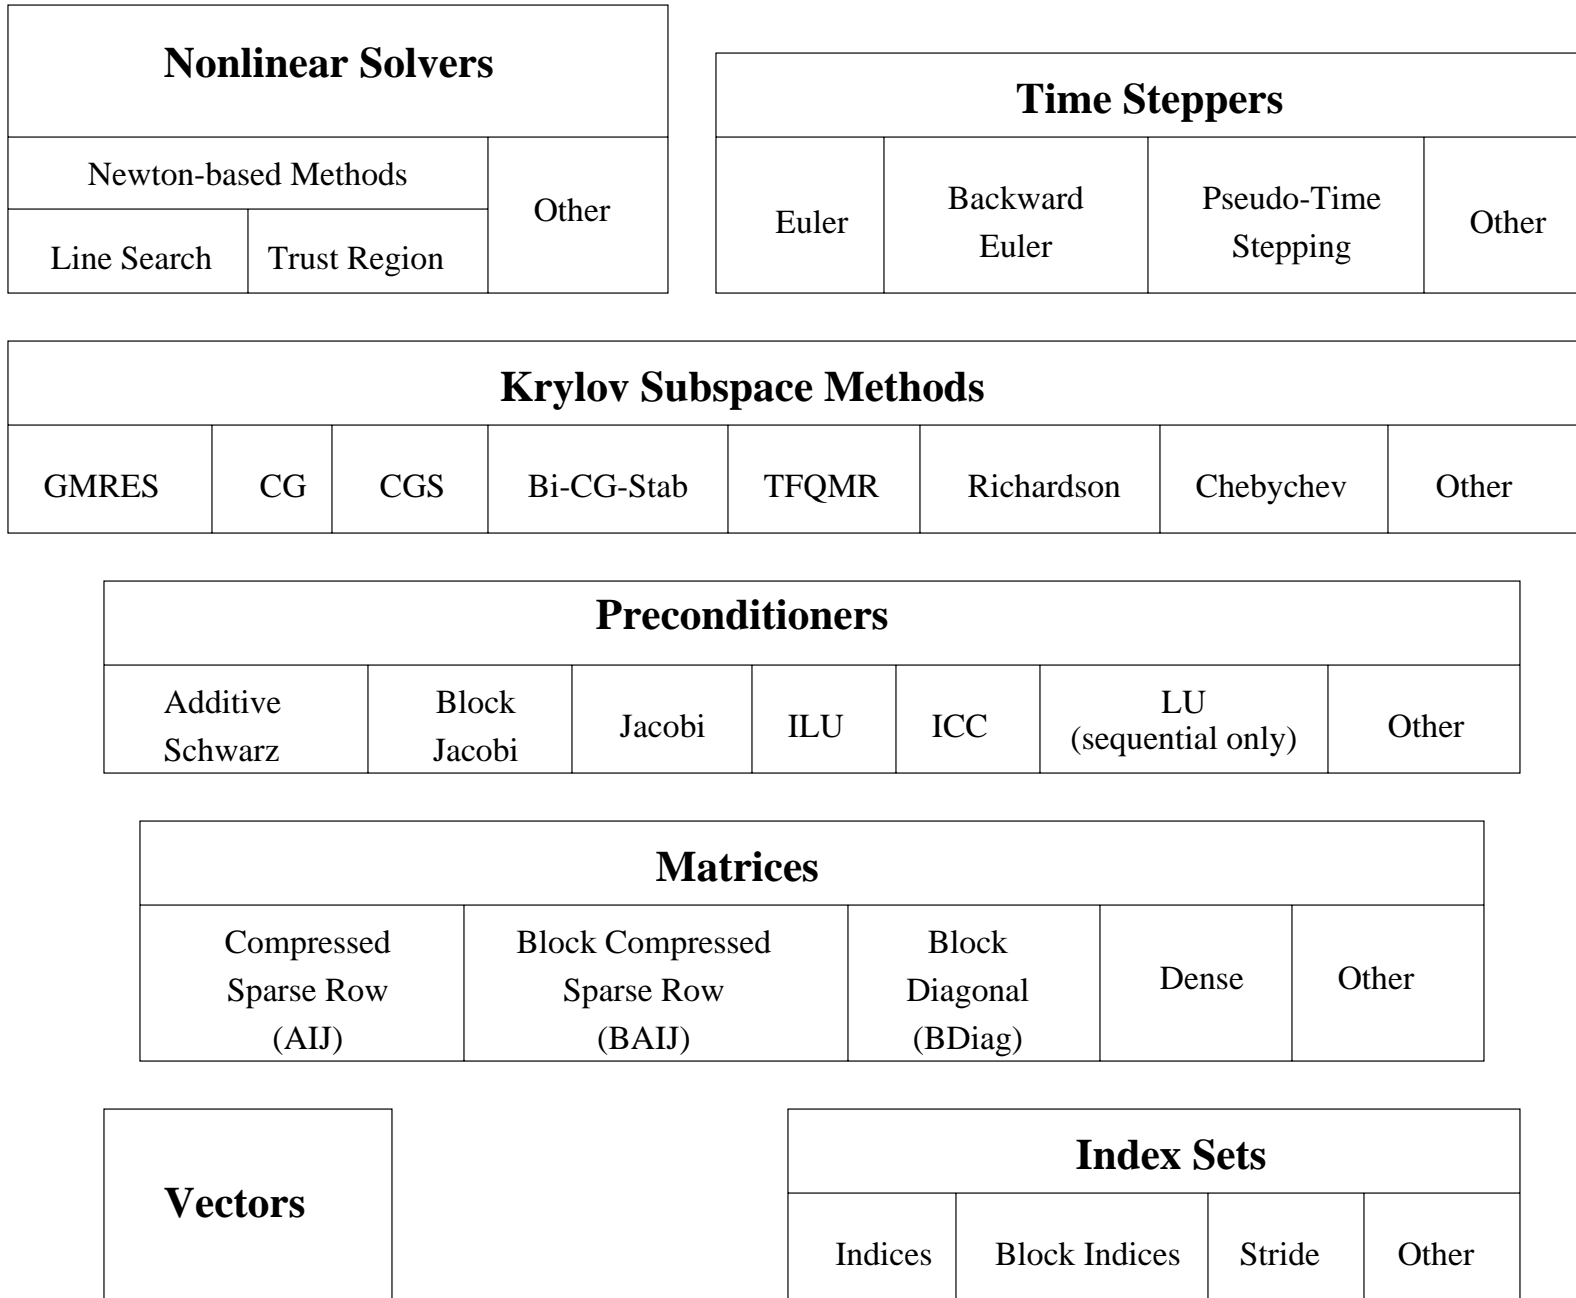 Nonlinear Solvers
Newton-based Methods
Other
Line Search
Trust Region
Time Steppers
Euler
Backward
Euler
Pseudo-Time
Stepping
Other
Krylov Subspace Methods
GMRES
CG
CGS
Bi-CG-Stab
TFQMR
Richardson
Chebychev
Other
Preconditioners
Additive
Schwarz
Block
Jacobi
Jacobi
ILU
ICC
LU
(sequential only)
Other
Matrices
Compressed
Sparse Row
(AIJ)
Block Compressed
Sparse Row
(BAIJ)
Block
Diagonal
(BDiag)
Dense
Other
Vectors
Index Sets
Indices
Block Indices
Stride
Other